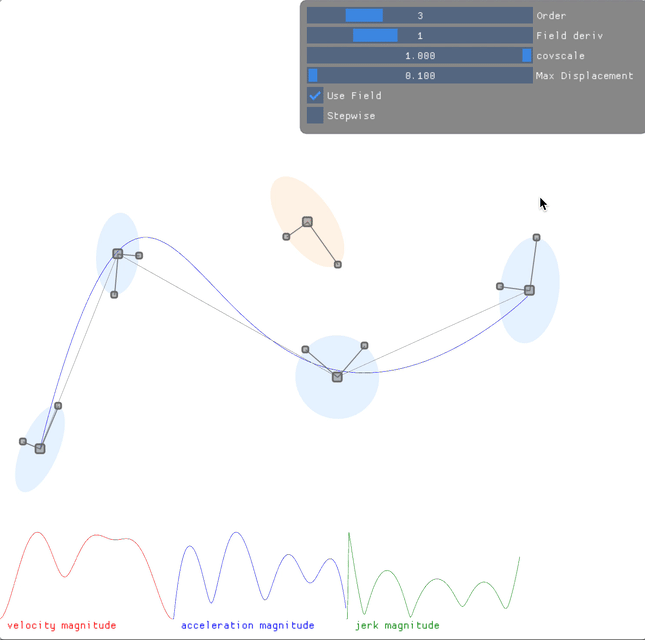 3 Order
1 Field deriv
1.000 covscale
0.100 Max Displacement
Use Field
Stepwise
velocity magnitude acceleration magnitude jerk magnitude